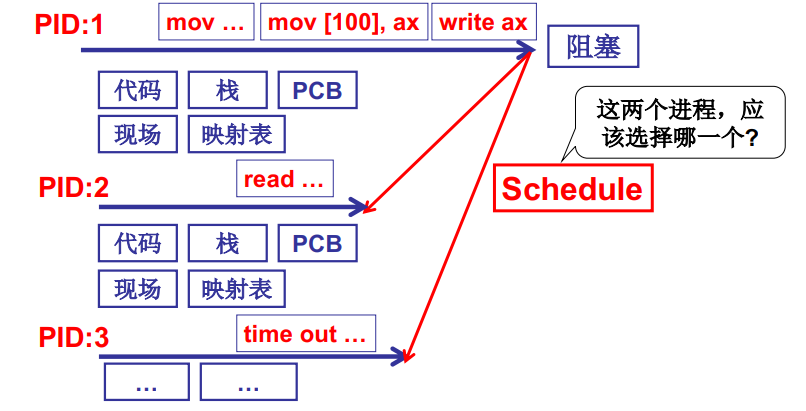 PID:1
mov …
mov [100], ax
write ax
阻塞
代码
栈
PCB
现场
映射表
这两个进程，应
该选择哪一个?
Schedule
PID:2
read …
代码
栈
PCB
现场
映射表
PID:3
time out …
…
…